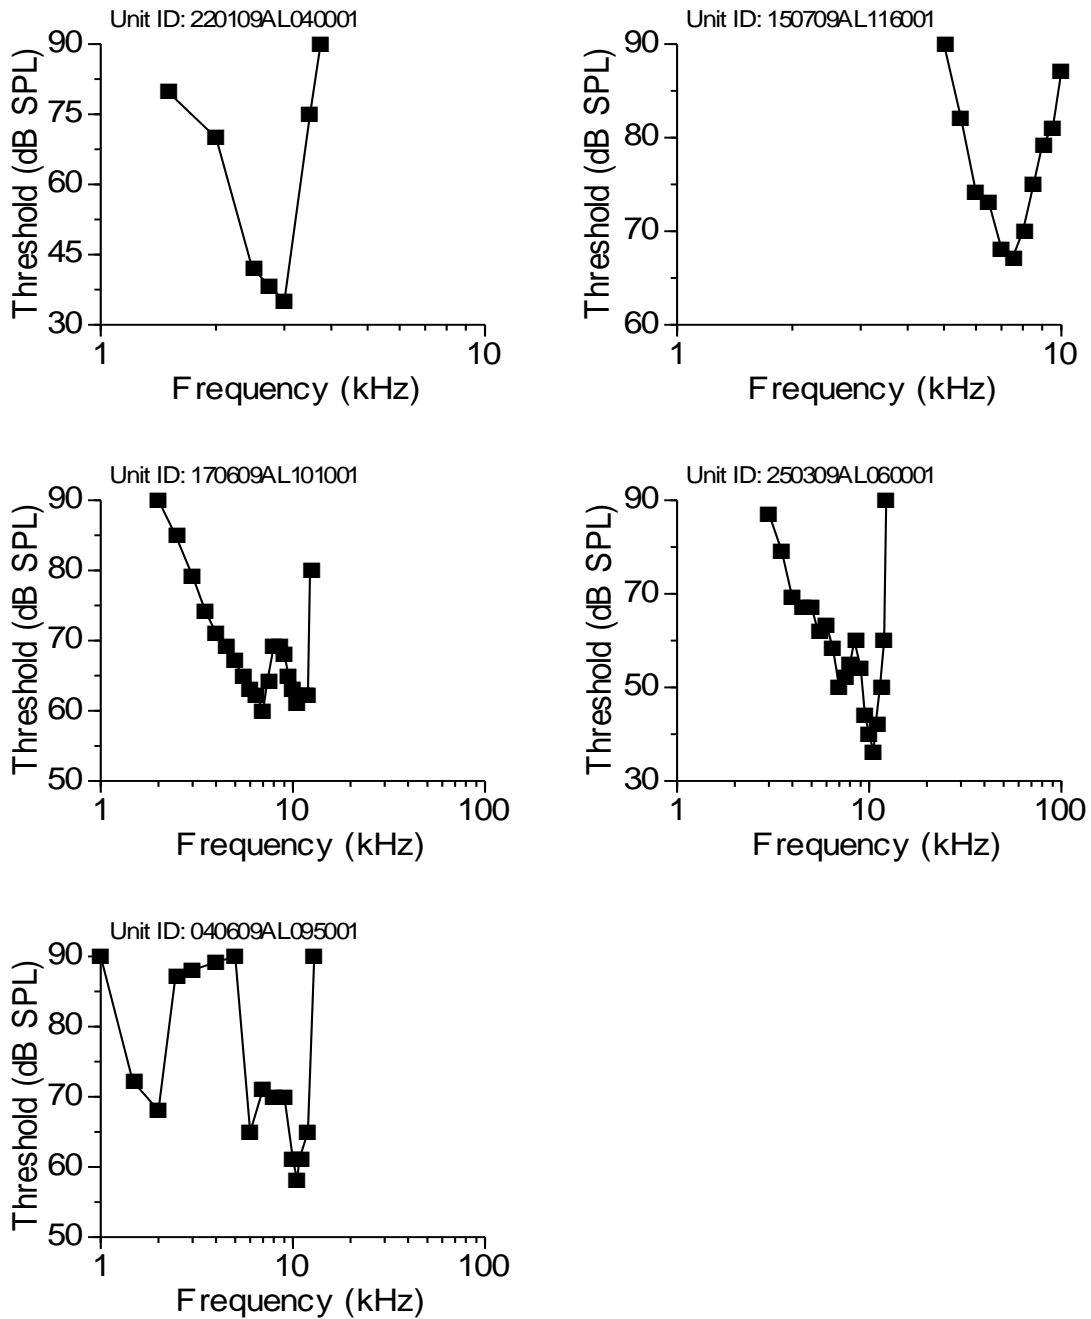 Unit ID: 220109AL040001
90
75
60
45
30
Threshold (dB SPL)
1 10
Frequency (kHz)
Unit ID: 150709AL116001
90
80
70
60
Threshold (dB SPL)
1 10
Frequency (kHz)
Unit ID: 170609AL101001
90
80
70
60
50
Threshold (dB SPL)
1 10 100
Frequency (kHz)
Unit ID: 250309AL060001
90
70
50
30
Threshold (dB SPL)
1 10 100
Frequency (kHz)
Unit ID: 040609AL095001
90
80
70
60
50
Threshold (dB SPL)
1 10 100
Frequency (kHz)